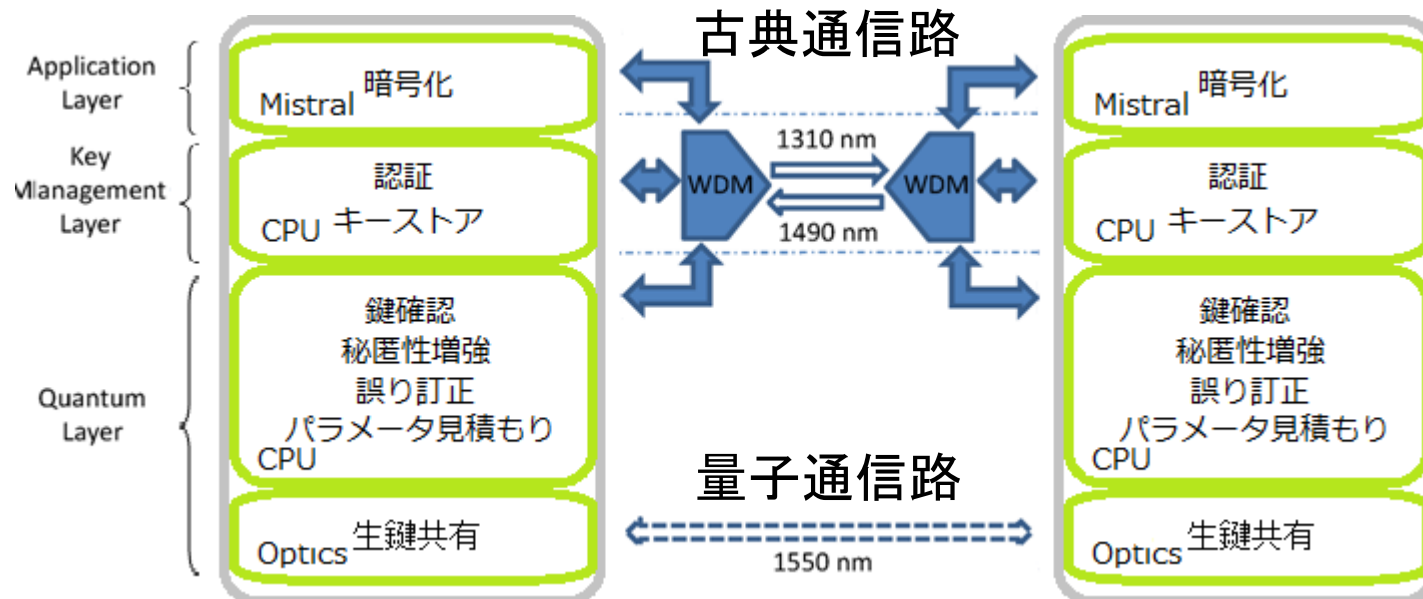 古典通信路
Application
Layer
Mistral 暗号化
Key
Management
Layer
認証
CPU キーストア
Quantum
Layer
鍵確認
秘匿性増強
誤り訂正
パラメータ見積もり
CPU
Optics 生鍵共有
1310 nm
WDM
WDM
1490 nm
量子通信路
1550 nm
Mistral 暗号化
認証
CPU キーストア
鍵確認
秘匿性増強
誤り訂正
パラメータ見積もり
CPU
Optics 生鍵共有